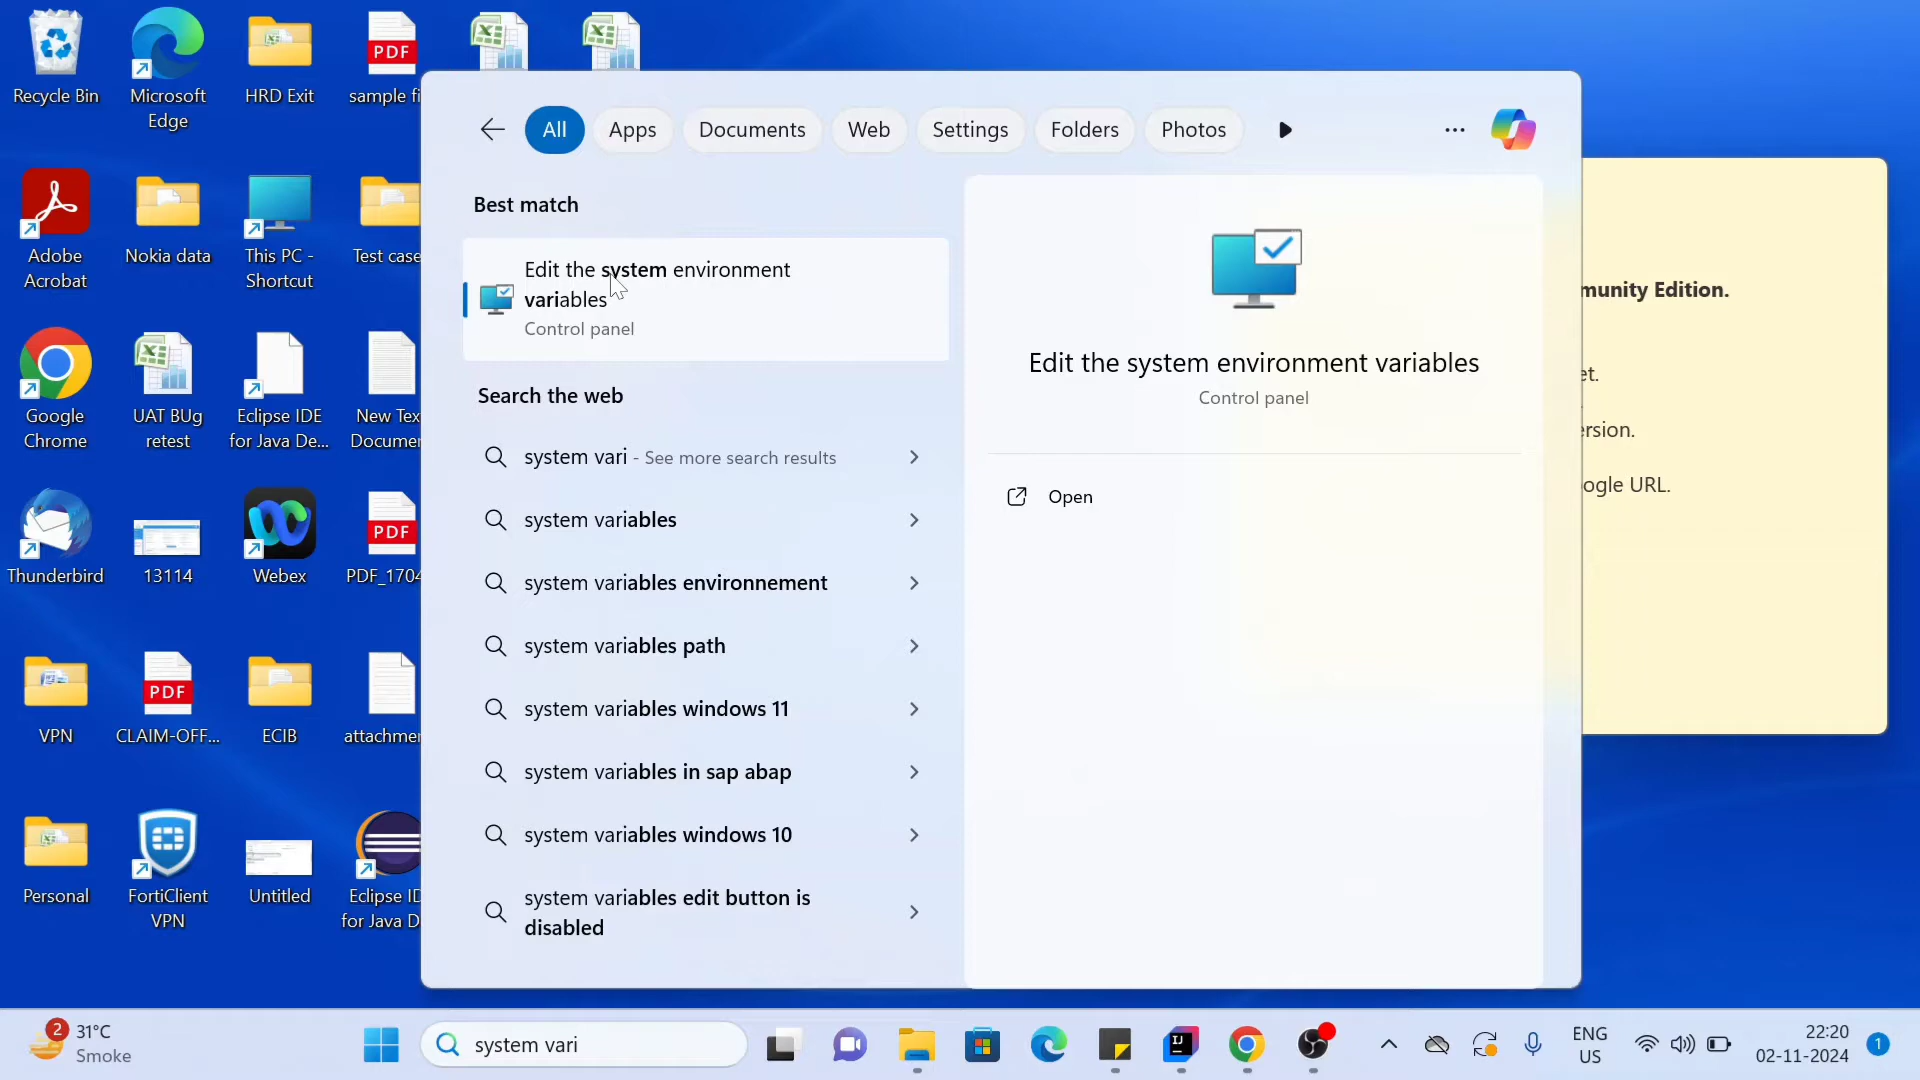 Recycle Bin
Microsoft
Edge
HRD Exit
PDF
sample fi
Adobe
Acrobat
Nokia data
This PC -
Shortcut
Test case
Google
Chrome
UAT BUg
retest
Eclipse IDE
for Java De...
New Tex
Documen
Thunderbird
13114
Webex
PDF
PDF_1704
VPN
PDF
CLAIM-OFF...
ECIB
attachmen
Personal
FortiClient
VPN
Untitled
Eclipse ID
for Java D
All
Apps
Documents
Web
Settings
Folders
Photos
Best match
Edit the system environment
variables
Control panel
Search the web
system vari - See more search results
system variables
system variables environnement
system variables path
system variables windows 11
system variables in sap abap
system variables windows 10
system variables edit button is
disabled
Edit the system environment variables
Control panel
Open
munity Edition.
et.
ersion.
ogle URL.
2
31°C
Smoke
system vari
IJ
ENG
US
22:20
02-11-2024
1